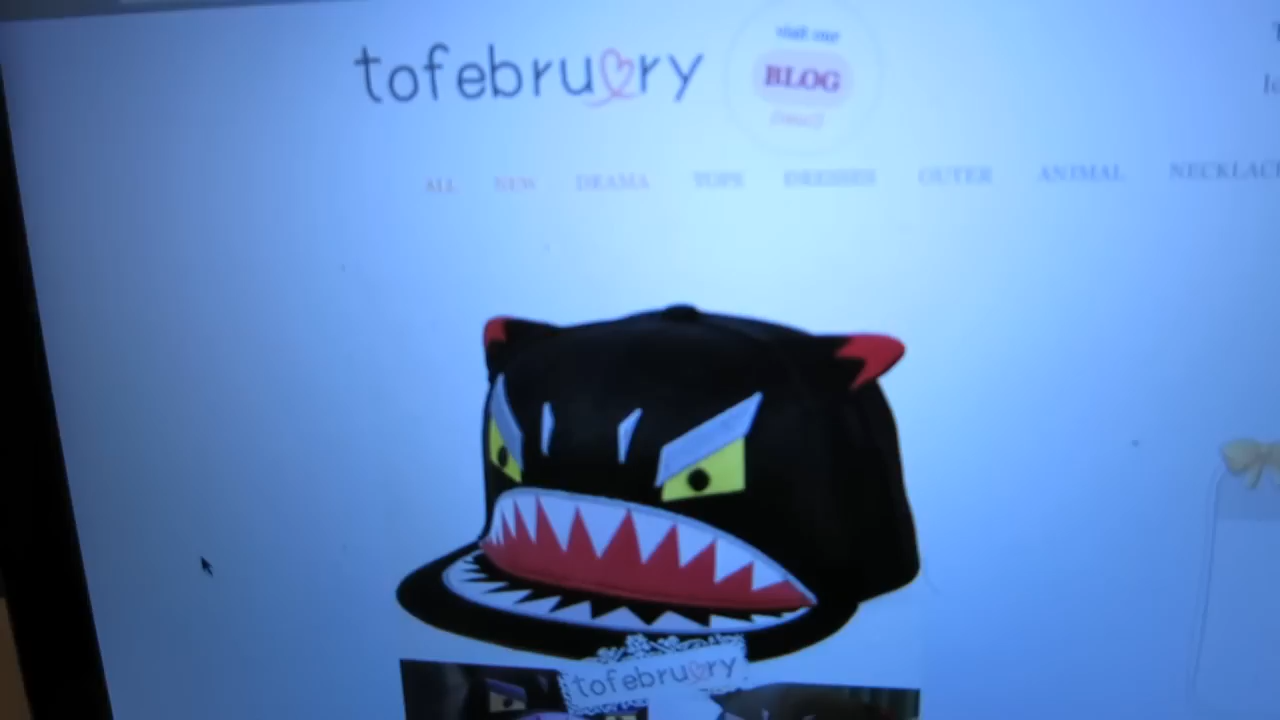 tofebruary
visit our
BLOG
ALL NEW DRAMA TOPS DRESSES OUTER ANIMAL
tofebruary